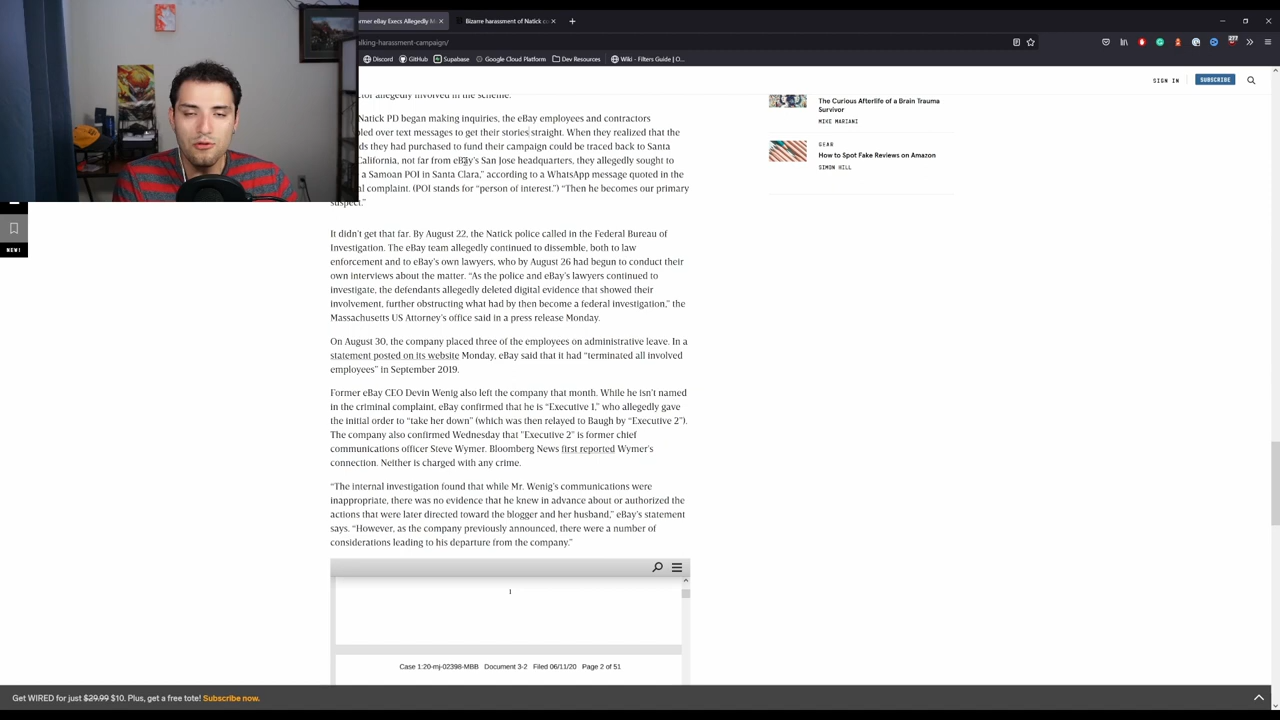 ormer eBay Execs Allegedly M
Bizarre harassment of Natick co
alking-harassment-campaign/
Discord GitHub Supabase Google Cloud Platform Dev Resources Wiki - Filters Guide | O...
SIGN IN SUBSCRIBE
allegedly involved in the scheme.
Natick PD began making inquiries, the eBay employees and contractors
over text messages to get their stories straight. When they realized that the
they had purchased to fund their campaign could be traced back to Santa
California, not far from eBay's San Jose headquarters, they allegedly sought to
a Samoan POI in Santa Clara," according to a WhatsApp message quoted in the
complaint. (POI stands for "person of interest.") "Then he becomes our primary
suspect."
It didn't get that far. By August 22, the Natick police called in the Federal Bureau of
Investigation. The eBay team allegedly continued to dissemble, both to law
enforcement and to eBay's own lawyers, who by August 26 had begun to conduct their
own interviews about the matter. "As the police and eBay's lawyers continued to
investigate, the defendants allegedly deleted digital evidence that showed their
involvement, further obstructing what had by then become a federal investigation," the
Massachusetts US Attorney's office said in a press release Monday.
On August 30, the company placed three of the employees on administrative leave. In a
statement posted on its website Monday, eBay said that it had "terminated all involved
employees" in September 2019.
Former eBay CEO Devin Wenig also left the company that month. While he isn't named
in the criminal complaint, eBay confirmed that he is "Executive 1," who allegedly gave
the initial order to "take her down" (which was then relayed to Baugh by "Executive 2").
The company also confirmed Wednesday that "Executive 2" is former chief
communications officer Steve Wymer. Bloomberg News first reported Wymer's
connection. Neither is charged with any crime.
"The internal investigation found that while Mr. Wenig's communications were
inappropriate, there was no evidence that he knew in advance about or authorized the
actions that were later directed toward the blogger and her husband," eBay's statement
says. "However, as the company previously announced, there were a number of
considerations leading to his departure from the company."
1
Case 1:20-mj-02398-MBB Document 3-2 Filed 06/11/20 Page 2 of 51
The Curious Afterlife of a Brain Trauma
Survivor
MIKE MARIANI
GEAR
How to Spot Fake Reviews on Amazon
SIMON HILL
NEW!
Get WIRED for just $29.99 $10. Plus, get a free tote! Subscribe now.